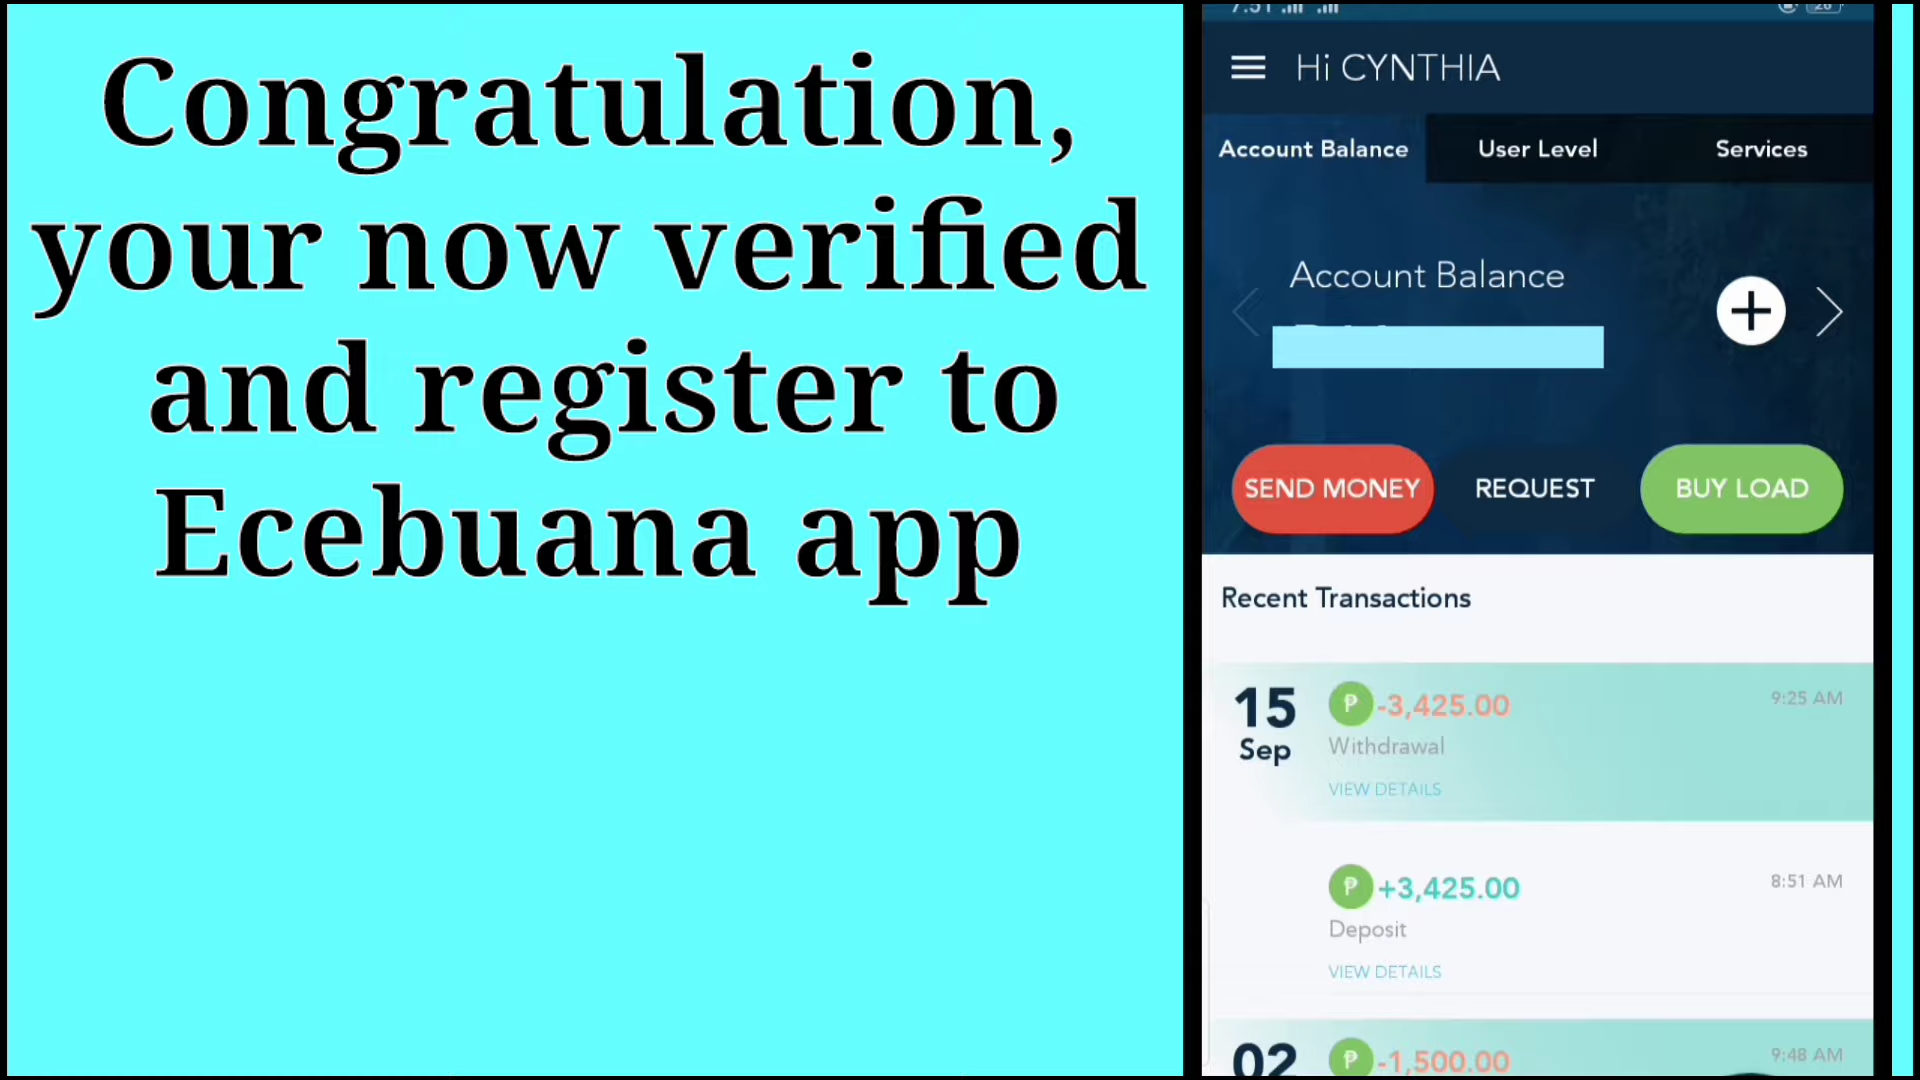 Congratulation,
your now verified
and register to
Ecebuana app
7:51
Hi CYNTHIA
Account Balance
User Level
Services
Account Balance
SEND MONEY
REQUEST
BUY LOAD
Recent Transactions
15
Sep
₱ -3,425.00
9:25 AM
Withdrawal
VIEW DETAILS
₱ +3,425.00
8:51 AM
Deposit
VIEW DETAILS
02
₱ -1,500.00
9:48 AM